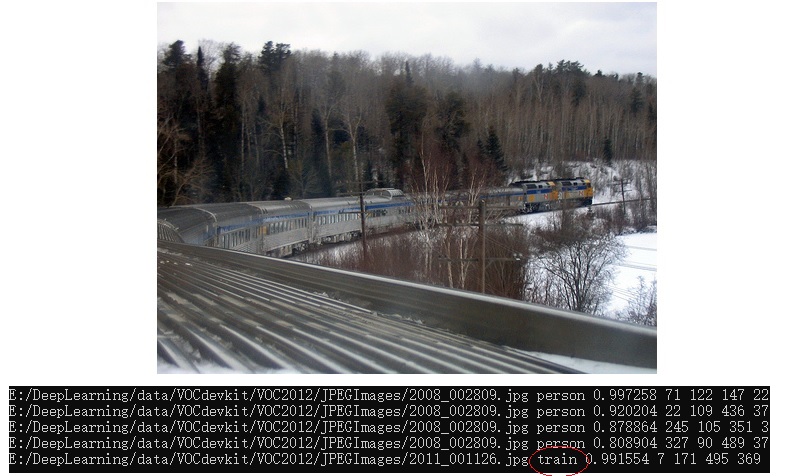 E:/DeepLearning/data/VOCdevkit/VOC2012/JPEGImages/2008_002809.jpg person 0.997258 71 122 147 22
E:/DeepLearning/data/VOCdevkit/VOC2012/JPEGImages/2008_002809.jpg person 0.920204 22 109 436 37
E:/DeepLearning/data/VOCdevkit/VOC2012/JPEGImages/2008_002809.jpg person 0.878864 245 105 351 3
E:/DeepLearning/data/VOCdevkit/VOC2012/JPEGImages/2008_002809.jpg person 0.808904 327 90 489 37
E:/DeepLearning/data/VOCdevkit/VOC2012/JPEGImages/2011_001126.jpg train 0.991554 7 171 495 369